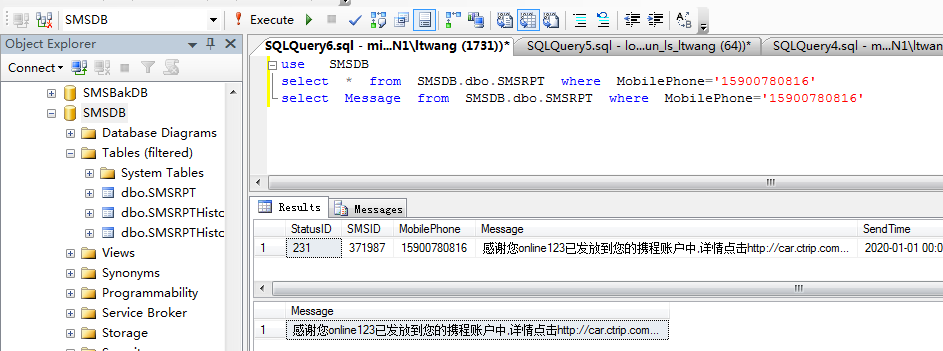 SMSDB
Execute
Object Explorer
Connect
SMSBakDB
SMSDB
Database Diagrams
Tables (filtered)
System Tables
dbo.SMSRPT
dbo.SMSRPTHisto
dbo.SMSRPTHisto
Views
Synonyms
Programmability
Service Broker
Storage
SQLQuery6.sql - mi...N1\ltwang (1731))*
SQLQuery5.sql - lo...un_ls_ltwang (64))*
SQLQuery4.sql - m...N1\ltwan
use SMSDB
select * from SMSDB.dbo.SMSRPT where MobilePhone='15900780816'
select Message from SMSDB.dbo.SMSRPT where MobilePhone='15900780816'
Results
Messages
StatusID SMSID MobilePhone Message SendTime
1 231 371987 15900780816 感谢您online123已发放到您的携程账户中,详情点击http://car.ctrip.com... 2020-01-01 00:0
Message
1 感谢您online123已发放到您的携程账户中,详情点击http://car.ctrip.com...